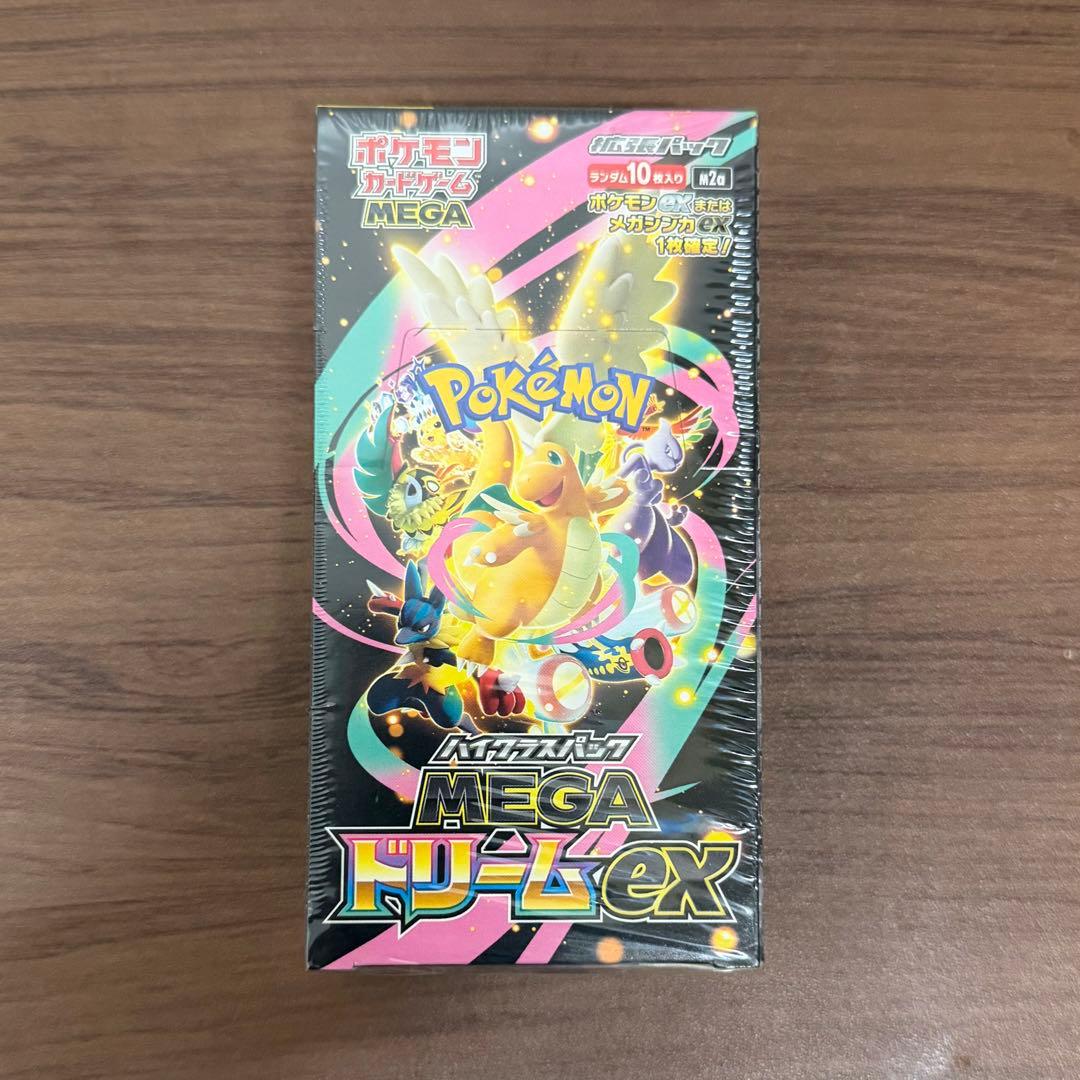 ポケモン
カードゲーム
MEGA
拡張パック
ランダム10枚入り M2a
ポケモンexまたは
メガシンカex
1枚確定!
POKÉMON
TM
ハイクラスパック
MEGA
ドリームex